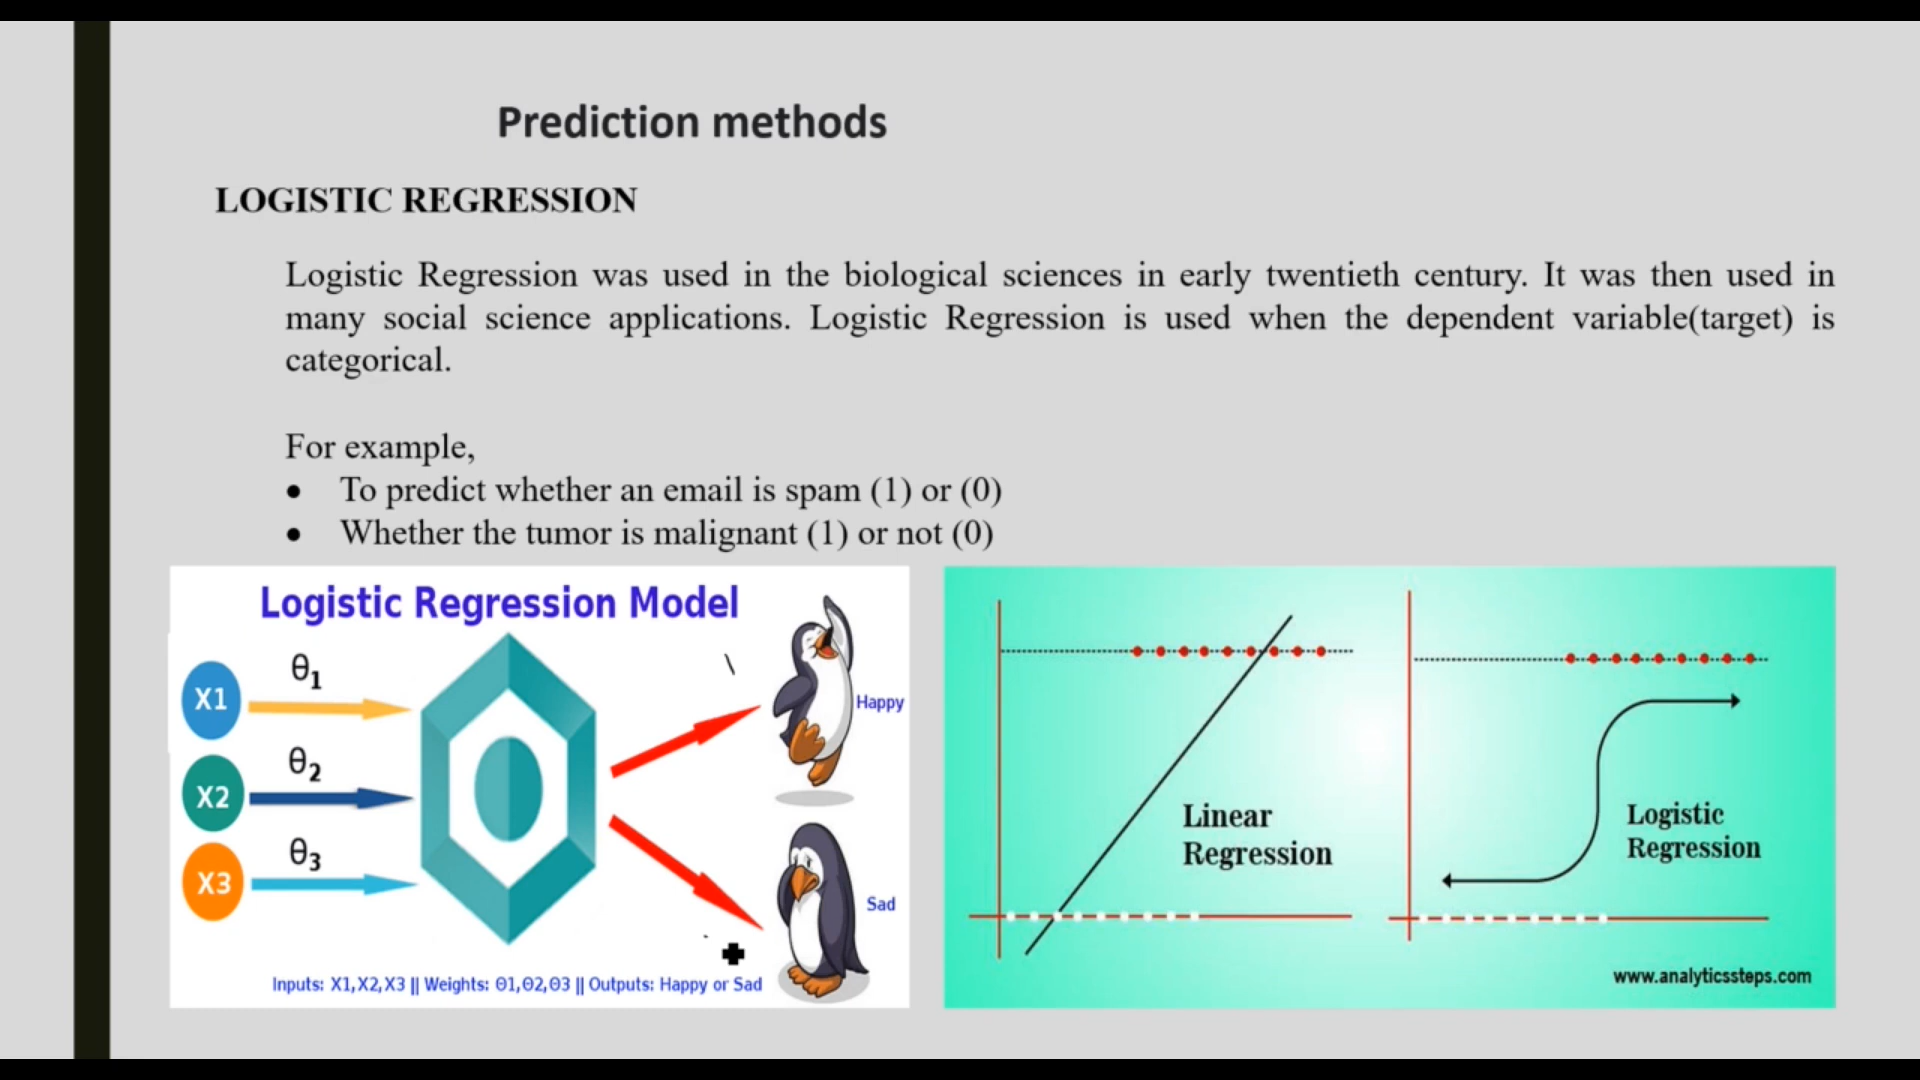 Prediction methods
LOGISTIC REGRESSION
Logistic Regression was used in the biological sciences in early twentieth century. It was then used in
many social science applications. Logistic Regression is used when the dependent variable(target) is
categorical.
For example,
• To predict whether an email is spam (1) or (0)
• Whether the tumor is malignant (1) or not (0)
Logistic Regression Model
X1
θ1
X2
θ2
X3
θ3
Happy
Sad
Inputs: X1,X2,X3 || Weights: Θ1,Θ2,Θ3 || Outputs: Happy or Sad
Linear
Regression
Logistic
Regression
www.analyticssteps.com